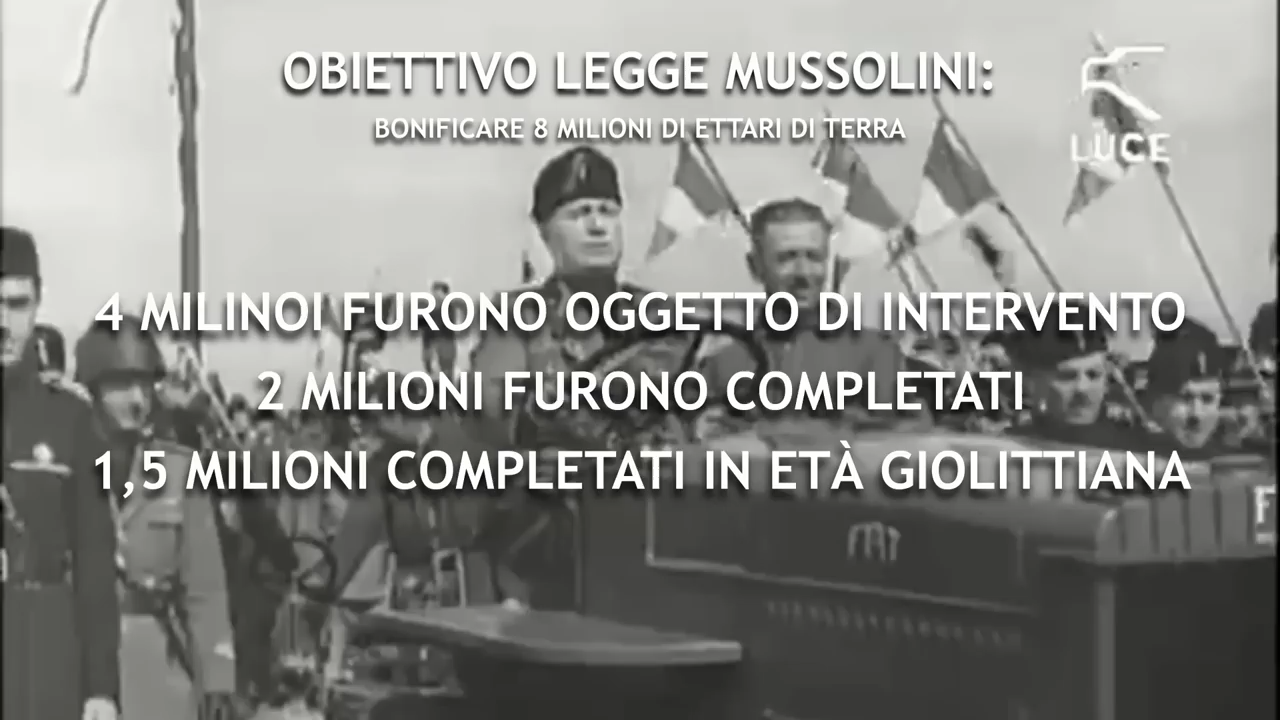 OBIETTIVO LEGGE MUSSOLINI:
BONIFICARE 8 MILIONI DI ETTARI DI TERRA
LUCE
4 MILINOI FURONO OGGETTO DI INTERVENTO
2 MILIONI FURONO COMPLETATI
1,5 MILIONI COMPLETATI IN ETÀ GIOLITTIANA